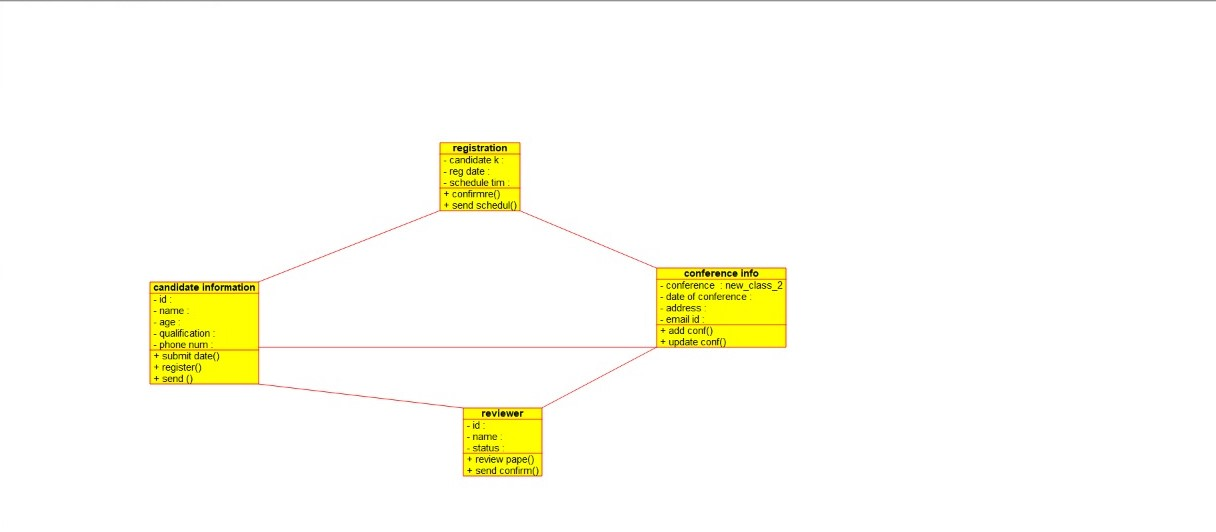 registration
- candidate k :
- reg date :
- schedule tim :
+ confirmre()
+ send schedul()
conference info
- conference : new_class_2
- date of conference :
- address :
- email id :
+ add conf()
+ update conf()
candidate information
- id :
- name :
- age :
- qualification :
- phone num :
+ submit date()
+ register()
+ send ()
reviewer
- id :
- name :
- status :
+ review pape()
+ send confirm()